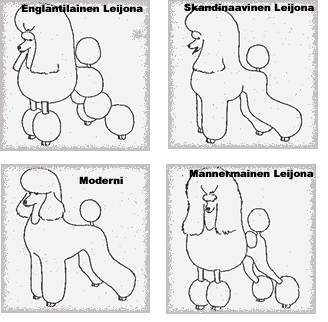 Englantilainen Leijona
Skandinaavinen Leijona
Moderni
Mannermainen Leijona